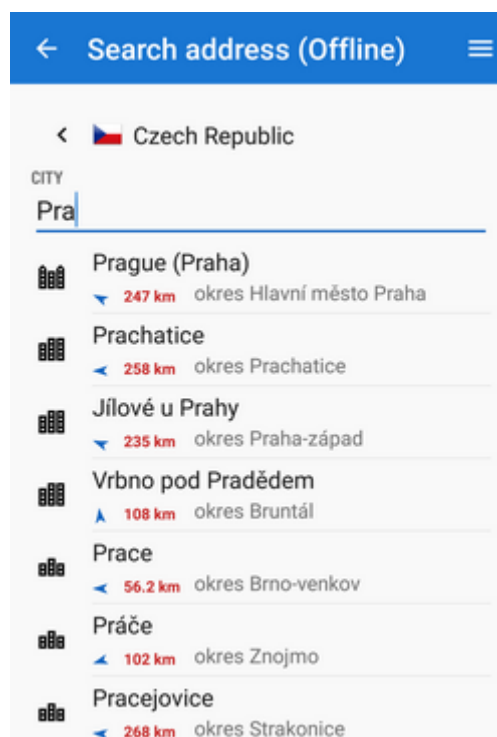 Search address (Offline)
Czech Republic
CITY
Pra
Prague (Praha)
247 km okres Hlavní město Praha
Prachatice
258 km okres Prachatice
Jílové u Prahy
235 km okres Praha-západ
Vrbno pod Pradědem
108 km okres Bruntál
Prace
56.2 km okres Brno-venkov
Práče
102 km okres Znojmo
Pracejovice
268 km okres Strakonice